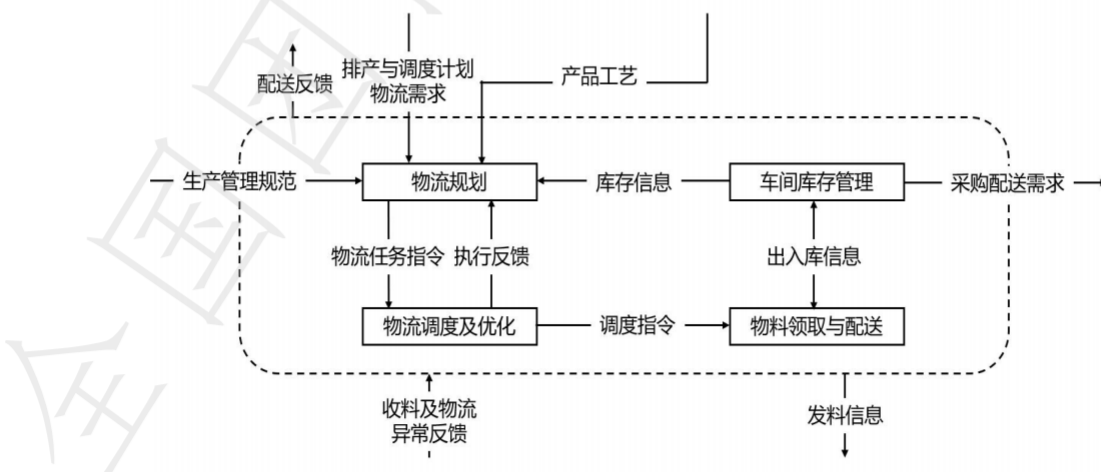 配送反馈
排产与调度计划
物流需求
产品工艺
生产管理规范
物流规划
库存信息
车间库存管理
采购配送需求
物流任务指令
执行反馈
出入库信息
物流调度及优化
调度指令
物料领取与配送
收料及物流
异常反馈
发料信息
全国